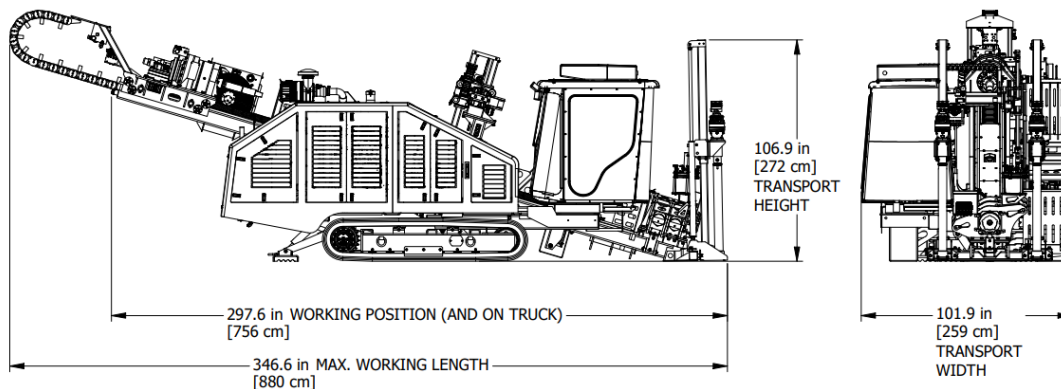 106.9 in
[272 cm]
TRANSPORT
HEIGHT
297.6 in WORKING POSITION (AND ON TRUCK)
[756 cm]
346.6 in MAX. WORKING LENGTH
[880 cm]
101.9 in
[259 cm]
TRANSPORT
WIDTH